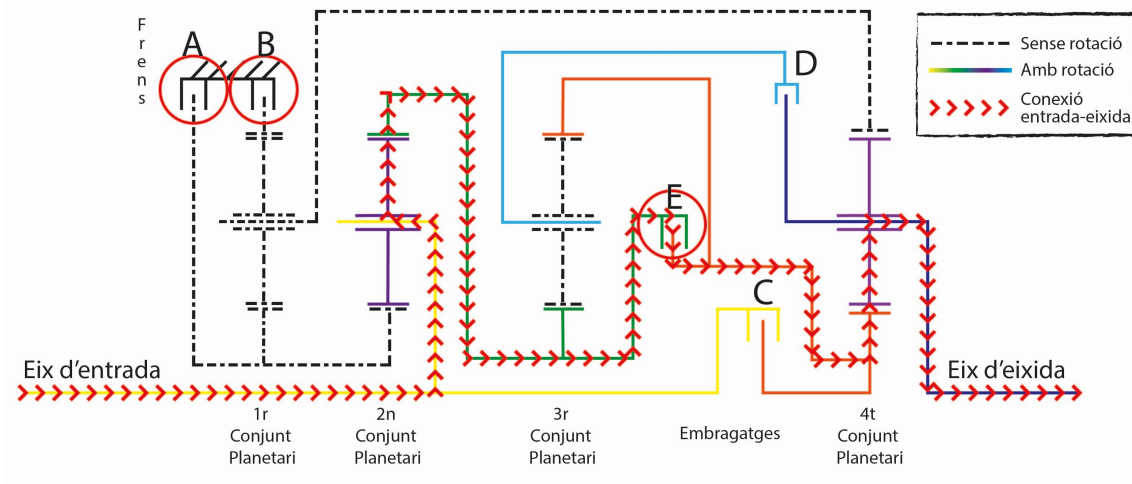 Frens
A
B
D
E
C
Sense rotació
Amb rotació
Conexió
entrada-eixida
Eix d'entrada
Eix d'eixida
1r
Conjunt
Planetari
2n
Conjunt
Planetari
3r
Conjunt
Planetari
Embragatges
4t
Conjunt
Planetari